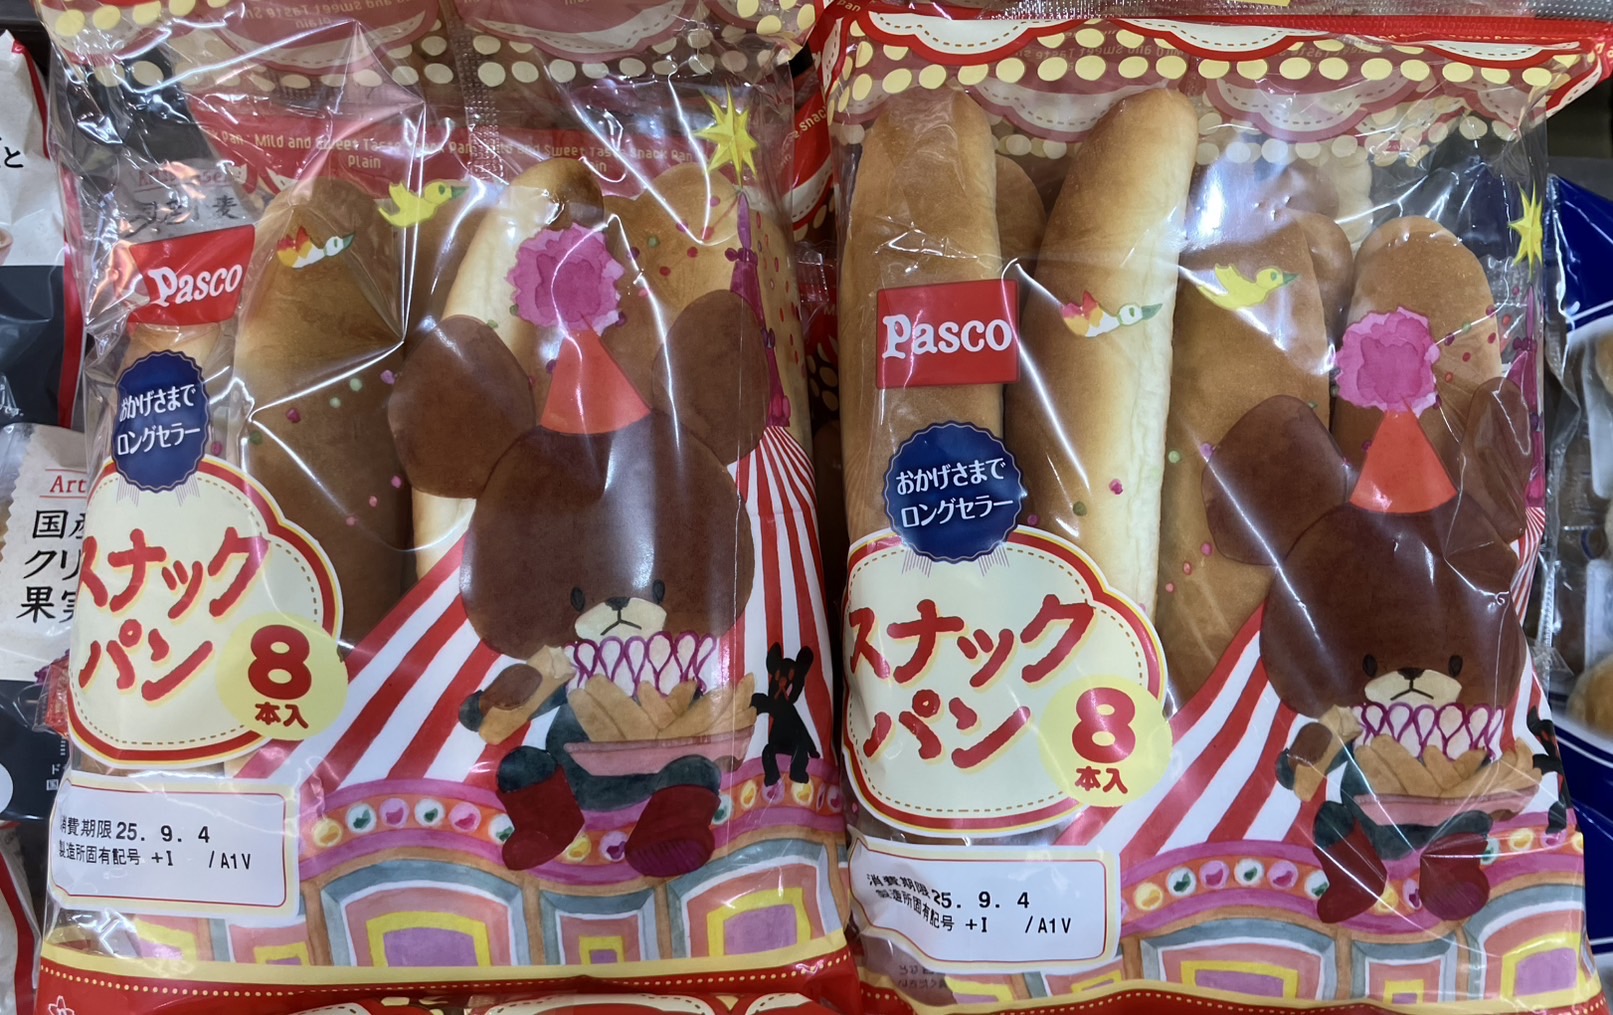 Mild and Sweet Taste Snack Pan
Plain
Pasco
おかげさまで
ロングセラー
スナック
パン
8
本入
消費期限 25. 9. 4
製造所固有記号 +I /A1V
Pasco
おかげさまで
ロングセラー
スナック
パン
8
本入
消費期限 25. 9. 4
製造所固有記号 +I /A1V
と
Art
国産
クリ
果実